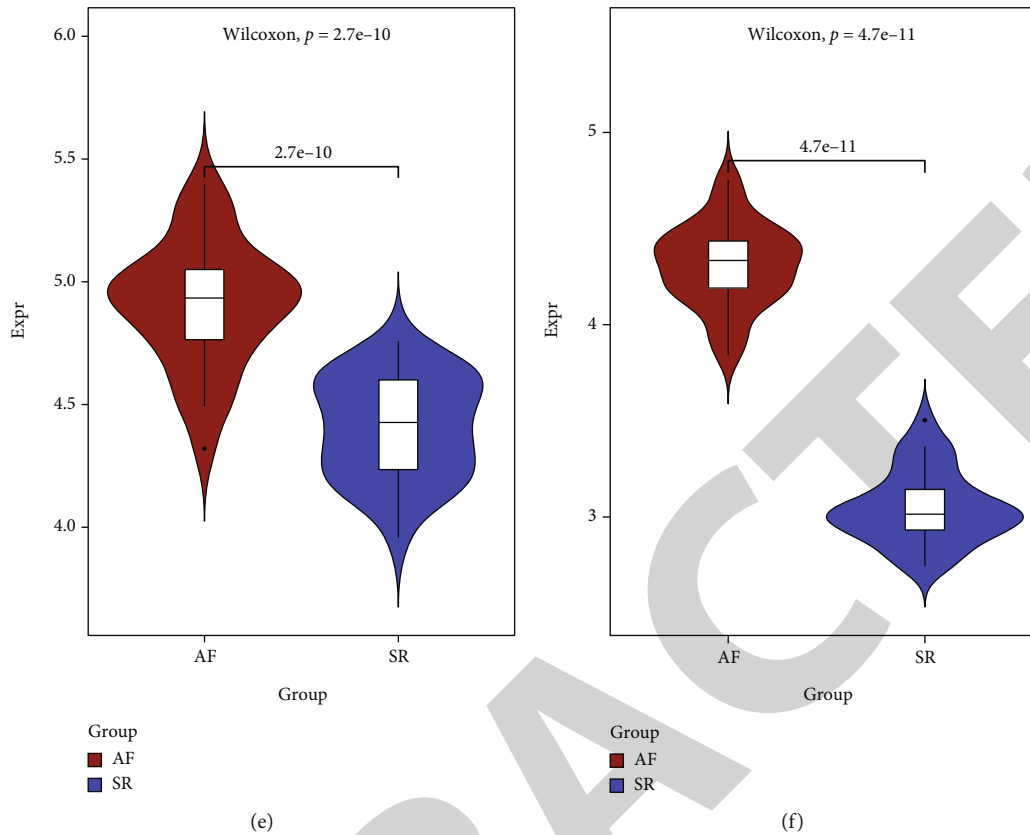 Wilcoxon, p = 2.7e–10
6.0
5.5
5.0
4.5
4.0
Expr
2.7e–10
AF
SR
Group
Group
AF
SR
(e)
Wilcoxon, p = 4.7e–11
5
4
3
Expr
4.7e–11
AF
SR
Group
Group
AF
SR
(f)